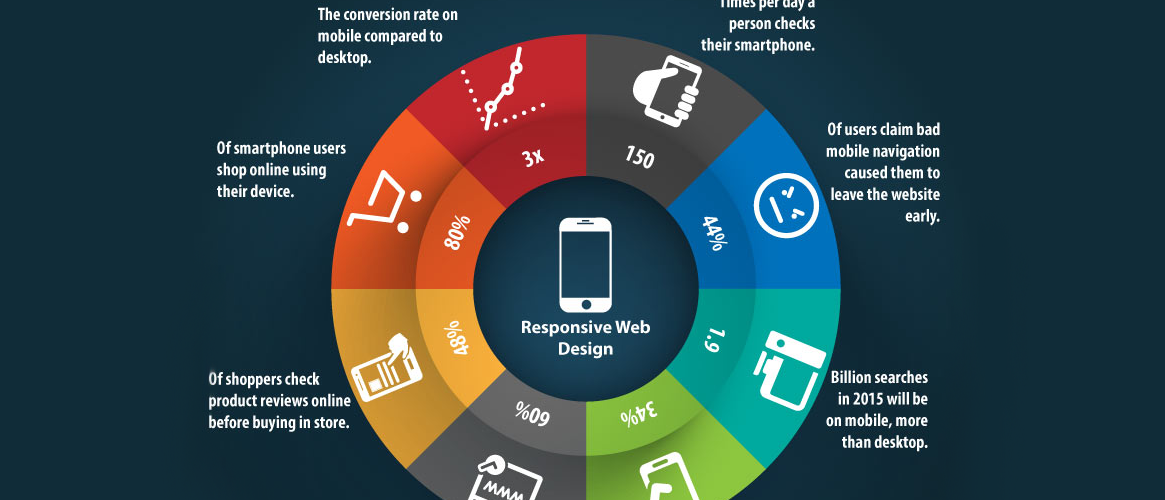 The conversion rate on
mobile compared to
desktop.
Times per day a
person checks
their smartphone.
Of users claim bad
mobile navigation
caused them to
leave the website
early.
Of smartphone users
shop online using
their device.
3x
150
80%
44%
48%
1.9
60%
34%
Responsive Web
Design
Of shoppers check
product reviews online
before buying in store.
Billion searches
in 2015 will be
on mobile, more
than desktop.
www